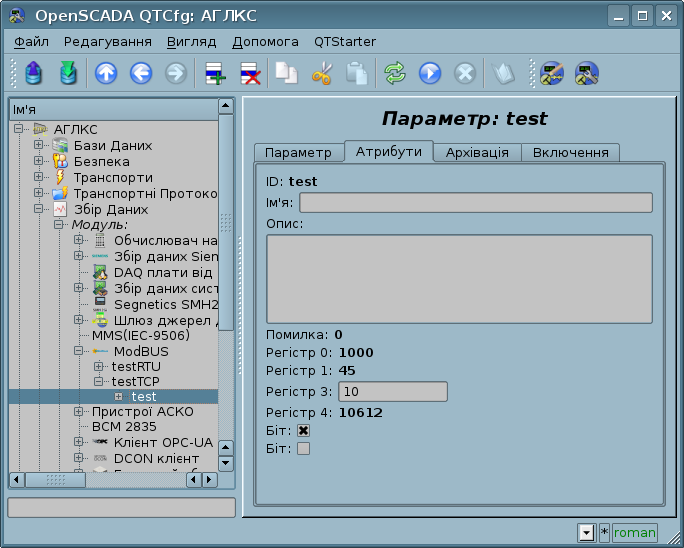 OpenSCADA QTCfg: АГЛКС
Файл Редагування Вигляд Допомога QTStarter
Ім'я
АГЛКС
Бази Даних
Безпека
Транспорти
Транспортні Протоко
Збір Даних
Модуль:
Обчислювач на
Збір даних Sien
DAQ плати від
Збір даних сист
Segnetics SMH2
Шлюз джерел
MMS(IEC-9506)
ModBUS
testRTU
testTCP
test
Пристрої АСКО
BCM 2835
Клієнт OPC-UA
DCON клієнт
Параметр: test
Параметр Атрибути Архівація Включення
ID: test
Ім'я:
Опис:
Помилка: 0
Регістр 0: 1000
Регістр 1: 45
Регістр 3: 10
Регістр 4: 10612
Біт:
Біт:
* roman